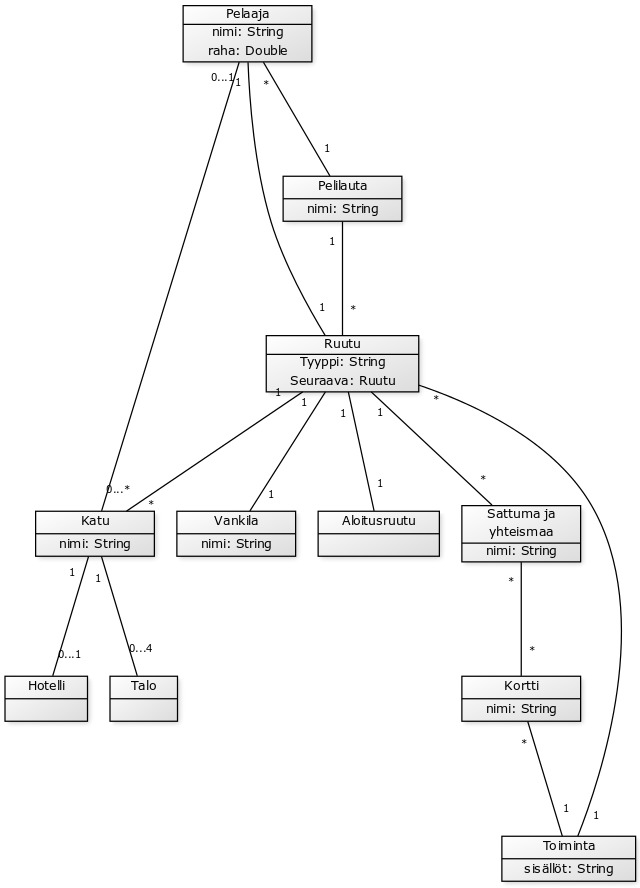 Pelaaja
nimi: String
raha: Double
0...1
1
*
1
Pelilauta
nimi: String
1
1
*
Ruutu
Tyyppi: String
Seuraava: Ruutu
1
1
1
1
*
0...*
*
1
1
*
Katu
nimi: String
Vankila
nimi: String
Aloitusruutu
Sattuma ja
yhteismaa
nimi: String
1
1
*
0...1
0...4
*
Hotelli
Talo
Kortti
nimi: String
*
1
1
Toiminta
sisällöt: String